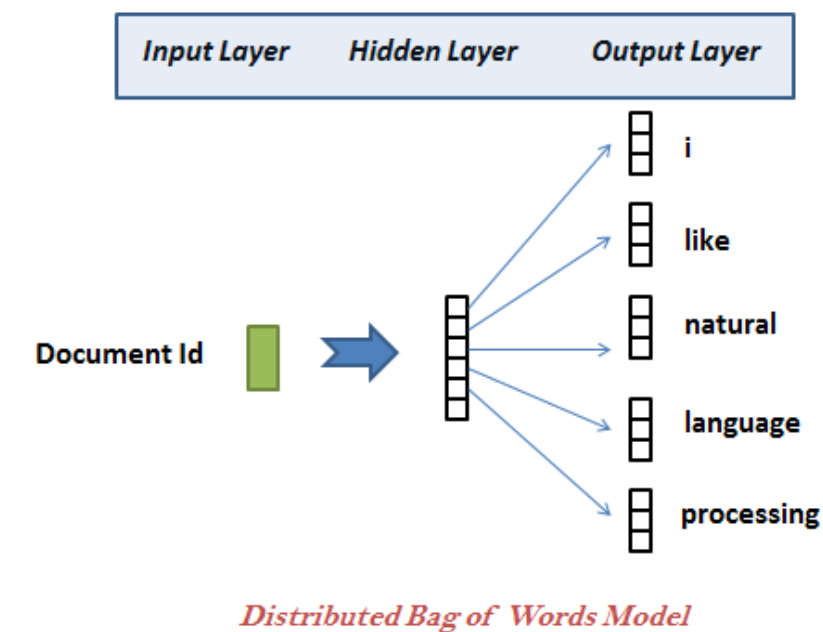 Input Layer Hidden Layer Output Layer
i
like
natural
Document Id
language
processing
Distributed Bag of Words Model